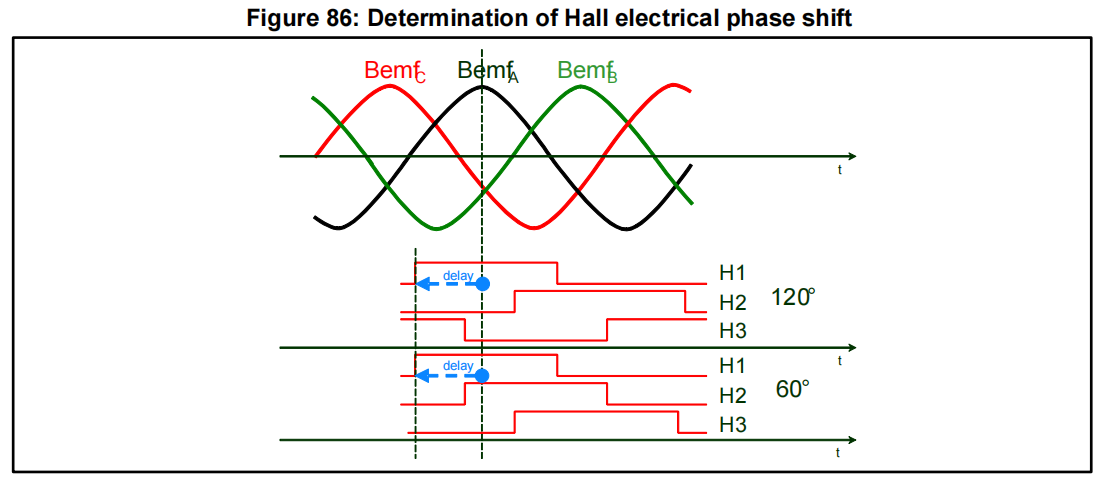 Figure 86: Determination of Hall electrical phase shift
BemfC BemfA BemfB
t
delay
H1
H2
120°
H3
t
delay
H1
H2
60°
H3
t